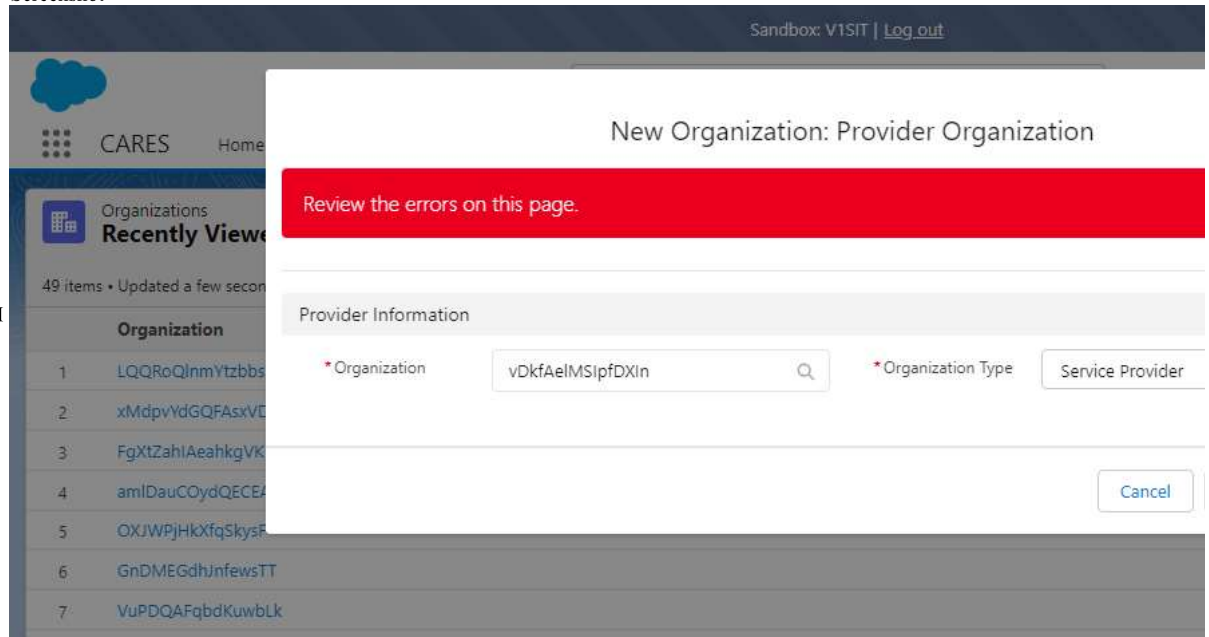 Sandbox: V1SIT | Log out
CARES Home
New Organization: Provider Organization
Review the errors on this page.
Organizations
Recently Viewe
49 items • Updated a few secon
Organization
1 LQQRoQlnmYtzbbs
2 xMdpvYdGQFAsxVD
3 FgXtZahIAeahkgVK
4 amlDauCOydQECEA
5 OXJWPjHkXfqSkysF
6 GnDMEGdhJnfewsTT
7 VuPDQAFqbdKuwbLk
Provider Information
*Organization vDkfAelMSIpfDXIn *Organization Type Service Provider
Cancel